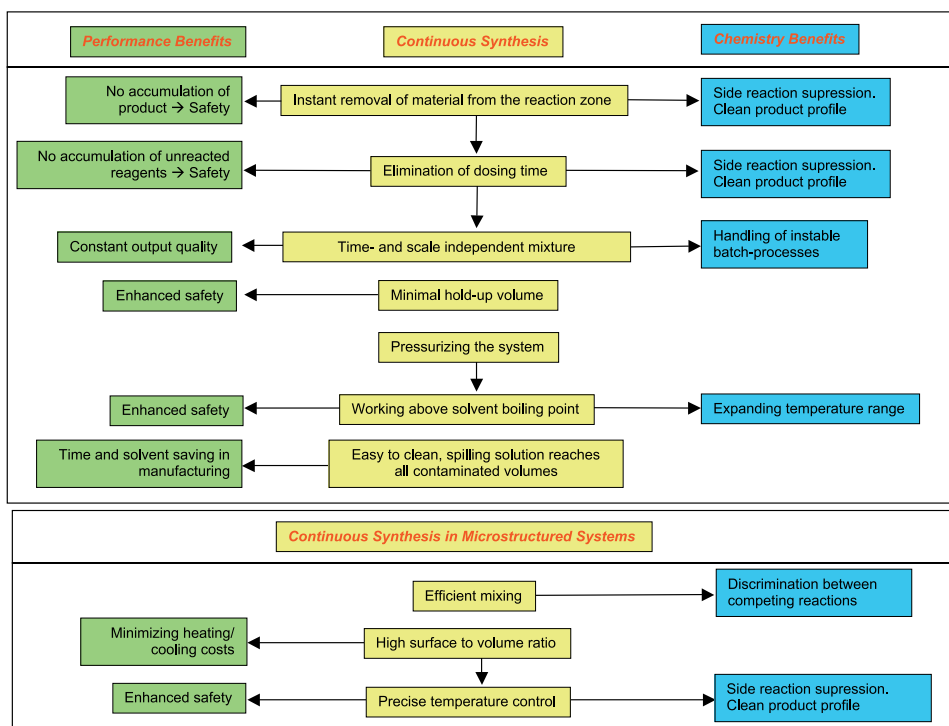 Performance Benefits
Continuous Synthesis
Chemistry Benefits
No accumulation of
product → Safety
Instant removal of material from the reaction zone
Side reaction supression.
Clean product profile
No accumulation of unreacted
reagents → Safety
Elimination of dosing time
Side reaction supression.
Clean product profile
Constant output quality
Time- and scale independent mixture
Handling of instable
batch-processes
Enhanced safety
Minimal hold-up volume
Pressurizing the system
Enhanced safety
Working above solvent boiling point
Expanding temperature range
Time and solvent saving in
manufacturing
Easy to clean, spilling solution reaches
all contaminated volumes
Continuous Synthesis in Microstructured Systems
Efficient mixing
Discrimination between
competing reactions
Minimizing heating/
cooling costs
High surface to volume ratio
Enhanced safety
Precise temperature control
Side reaction supression.
Clean product profile